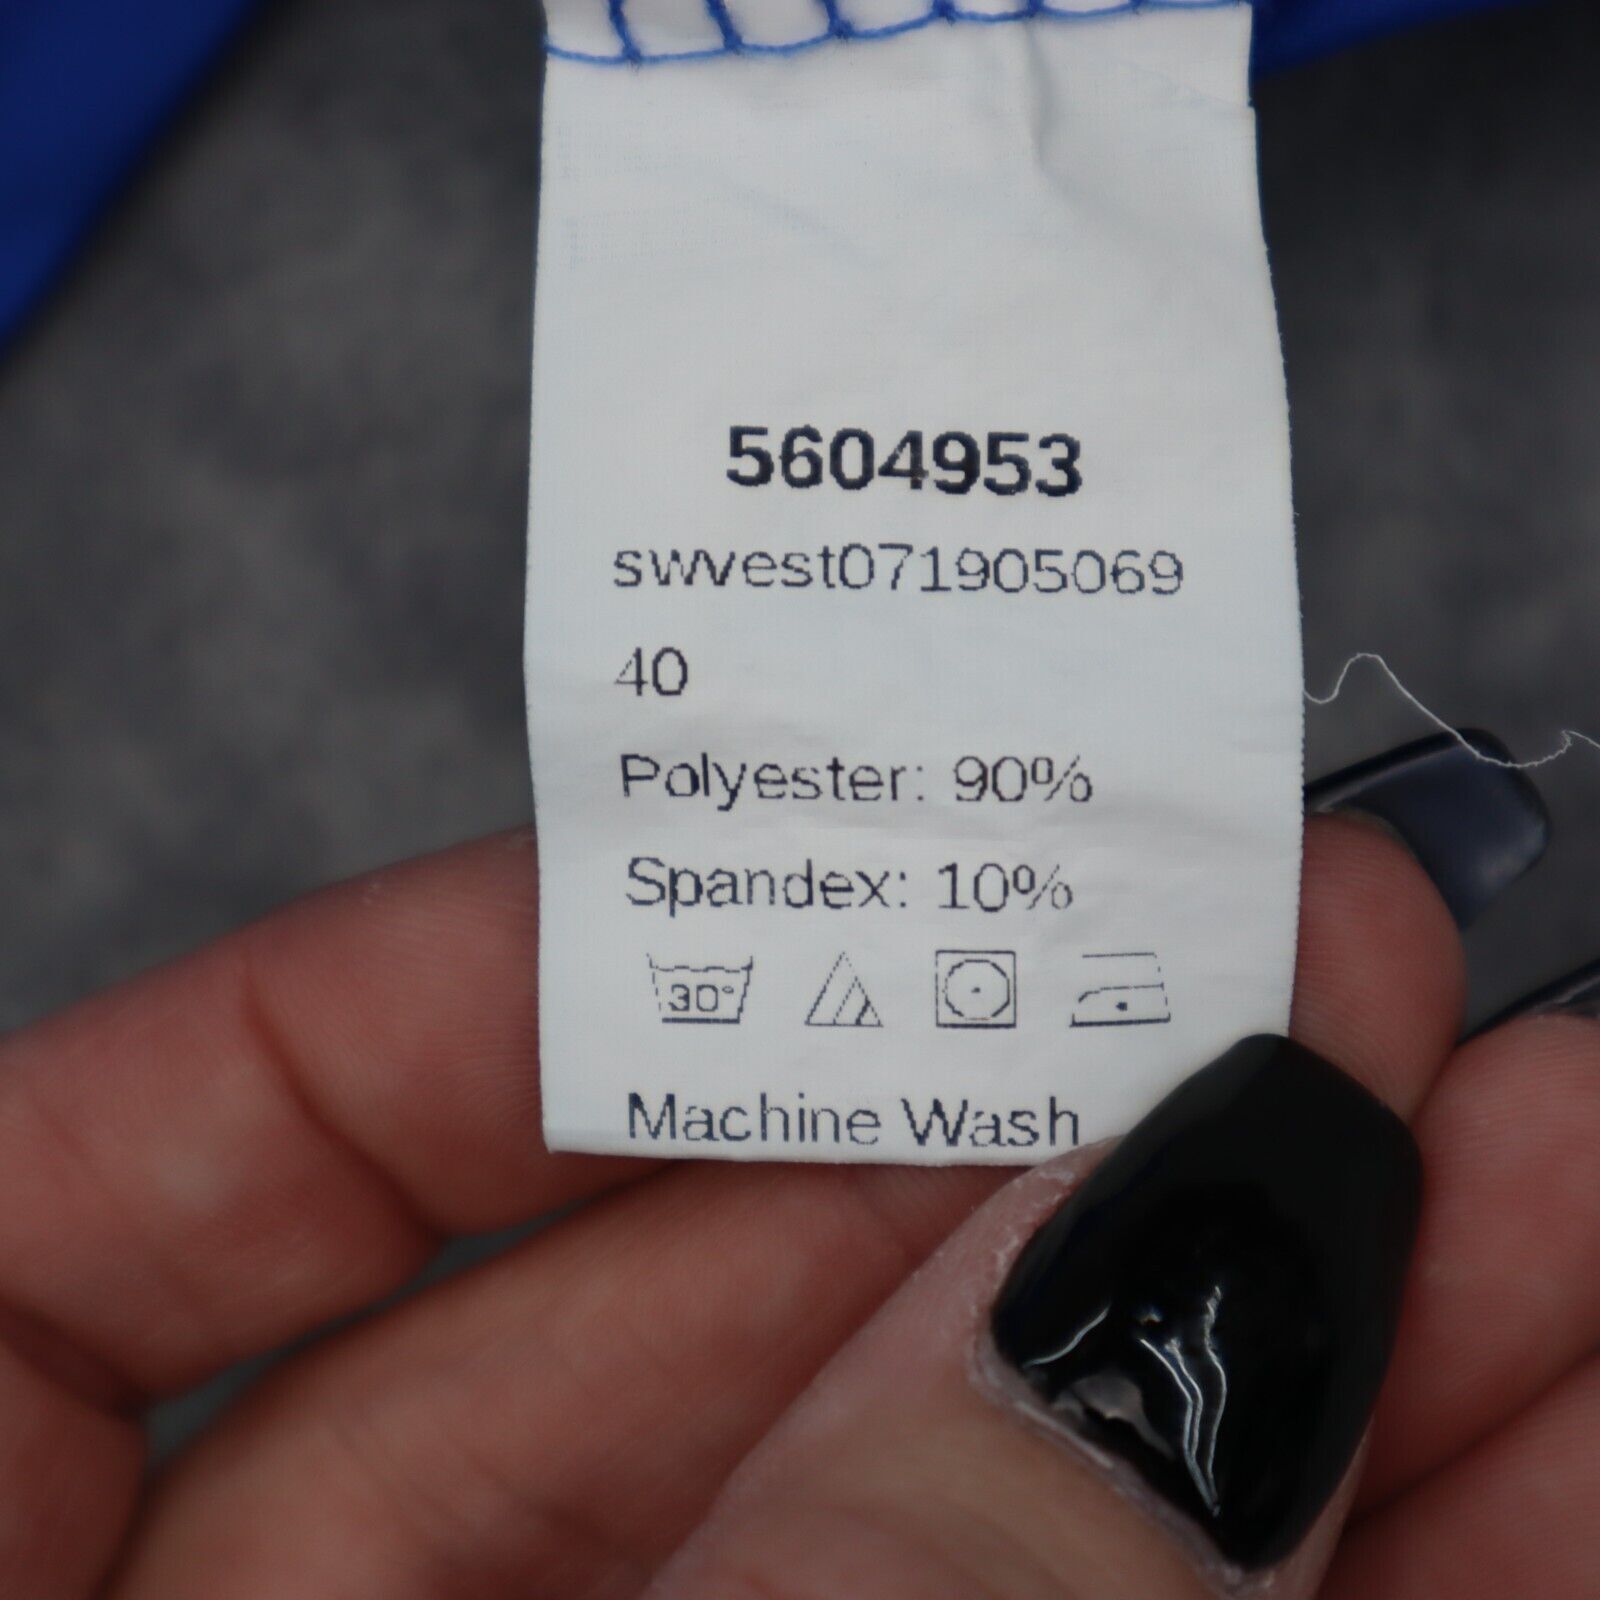 5604953
swvest071905069
40
Polyester: 90%
Spandex: 10%
30°
Machine Wash